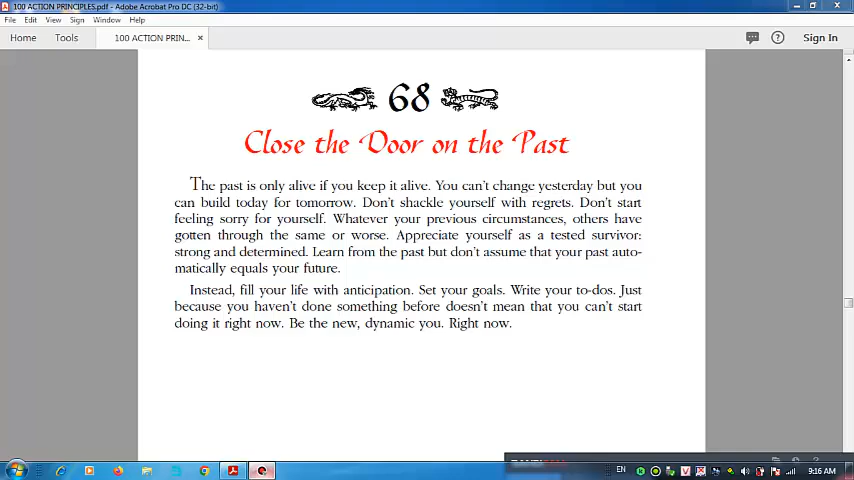 100 ACTION PRINCIPLES.pdf - Adobe Acrobat Pro DC (32-bit)
File Edit View Sign Window Help
Home Tools 100 ACTION PRIN... × Sign In
68
Close the Door on the Past
The past is only alive if you keep it alive. You can't change yesterday but you
can build today for tomorrow. Don't shackle yourself with regrets. Don't start
feeling sorry for yourself. Whatever your previous circumstances, others have
gotten through the same or worse. Appreciate yourself as a tested survivor:
strong and determined. Learn from the past but don't assume that your past auto-
matically equals your future.
Instead, fill your life with anticipation. Set your goals. Write your to-dos. Just
because you haven't done something before doesn't mean that you can't start
doing it right now. Be the new, dynamic you. Right now.
EN 9:16 AM